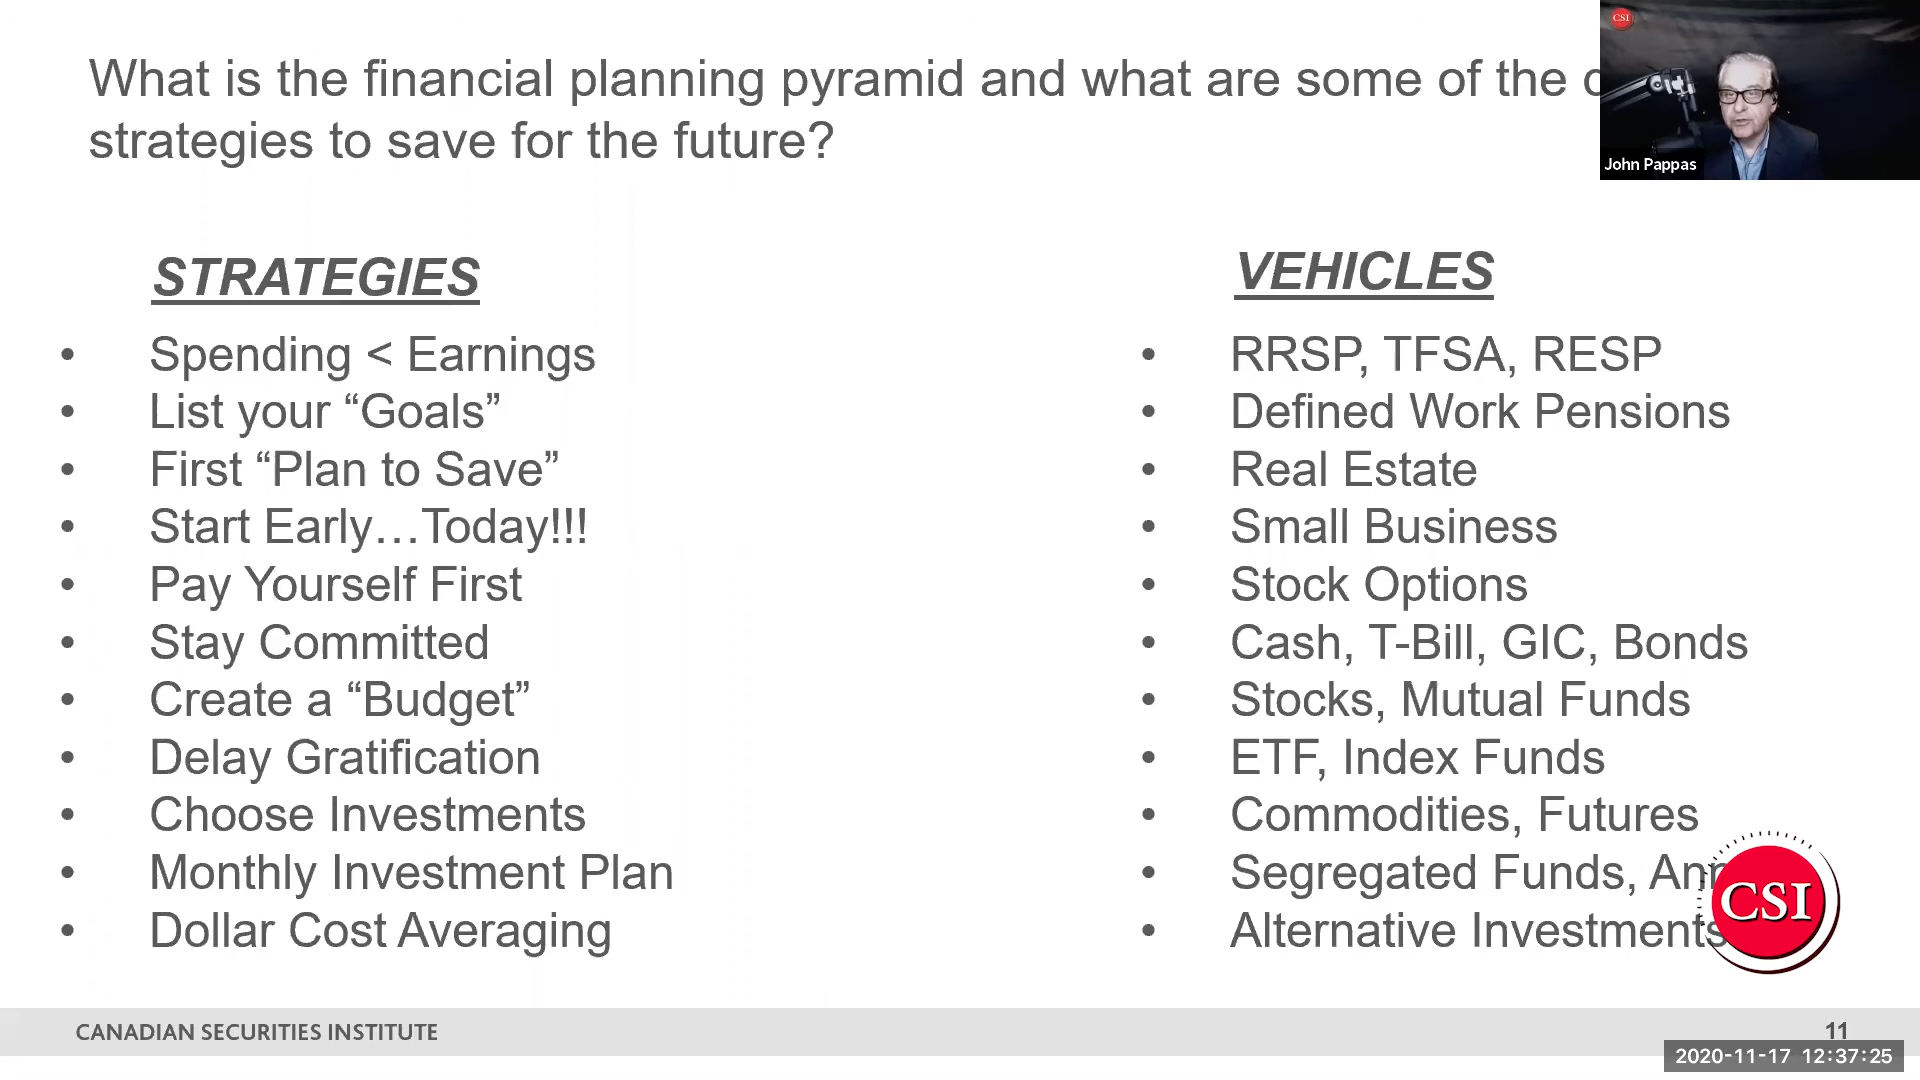 What is the financial planning pyramid and what are some of the
strategies to save for the future?
CSI
John Pappas
STRATEGIES
• Spending < Earnings
• List your “Goals”
• First “Plan to Save”
• Start Early…Today!!!
• Pay Yourself First
• Stay Committed
• Create a “Budget”
• Delay Gratification
• Choose Investments
• Monthly Investment Plan
• Dollar Cost Averaging
VEHICLES
• RRSP, TFSA, RESP
• Defined Work Pensions
• Real Estate
• Small Business
• Stock Options
• Cash, T-Bill, GIC, Bonds
• Stocks, Mutual Funds
• ETF, Index Funds
• Commodities, Futures
• Segregated Funds,
• Alternative Investments
CSI
CANADIAN SECURITIES INSTITUTE
11
2020-11-17 12:37:25